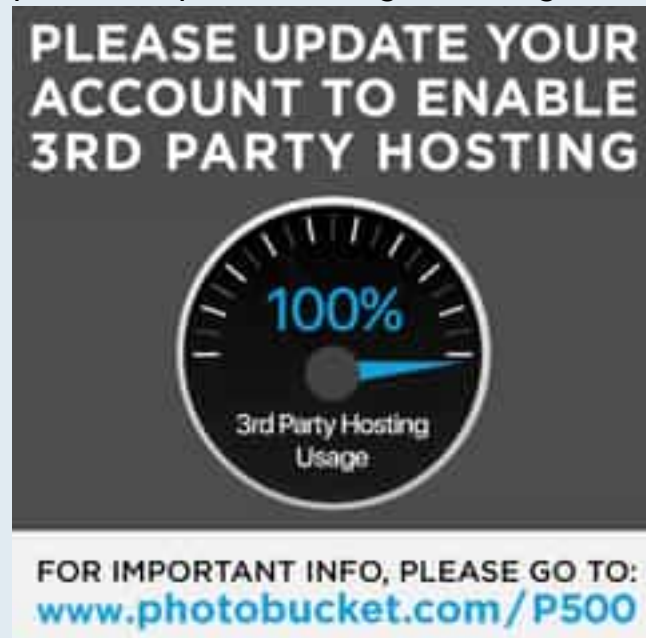 PLEASE UPDATE YOUR
ACCOUNT TO ENABLE
3RD PARTY HOSTING
100%
3rd Party Hosting
Usage
FOR IMPORTANT INFO, PLEASE GO TO:
www.photobucket.com/P500